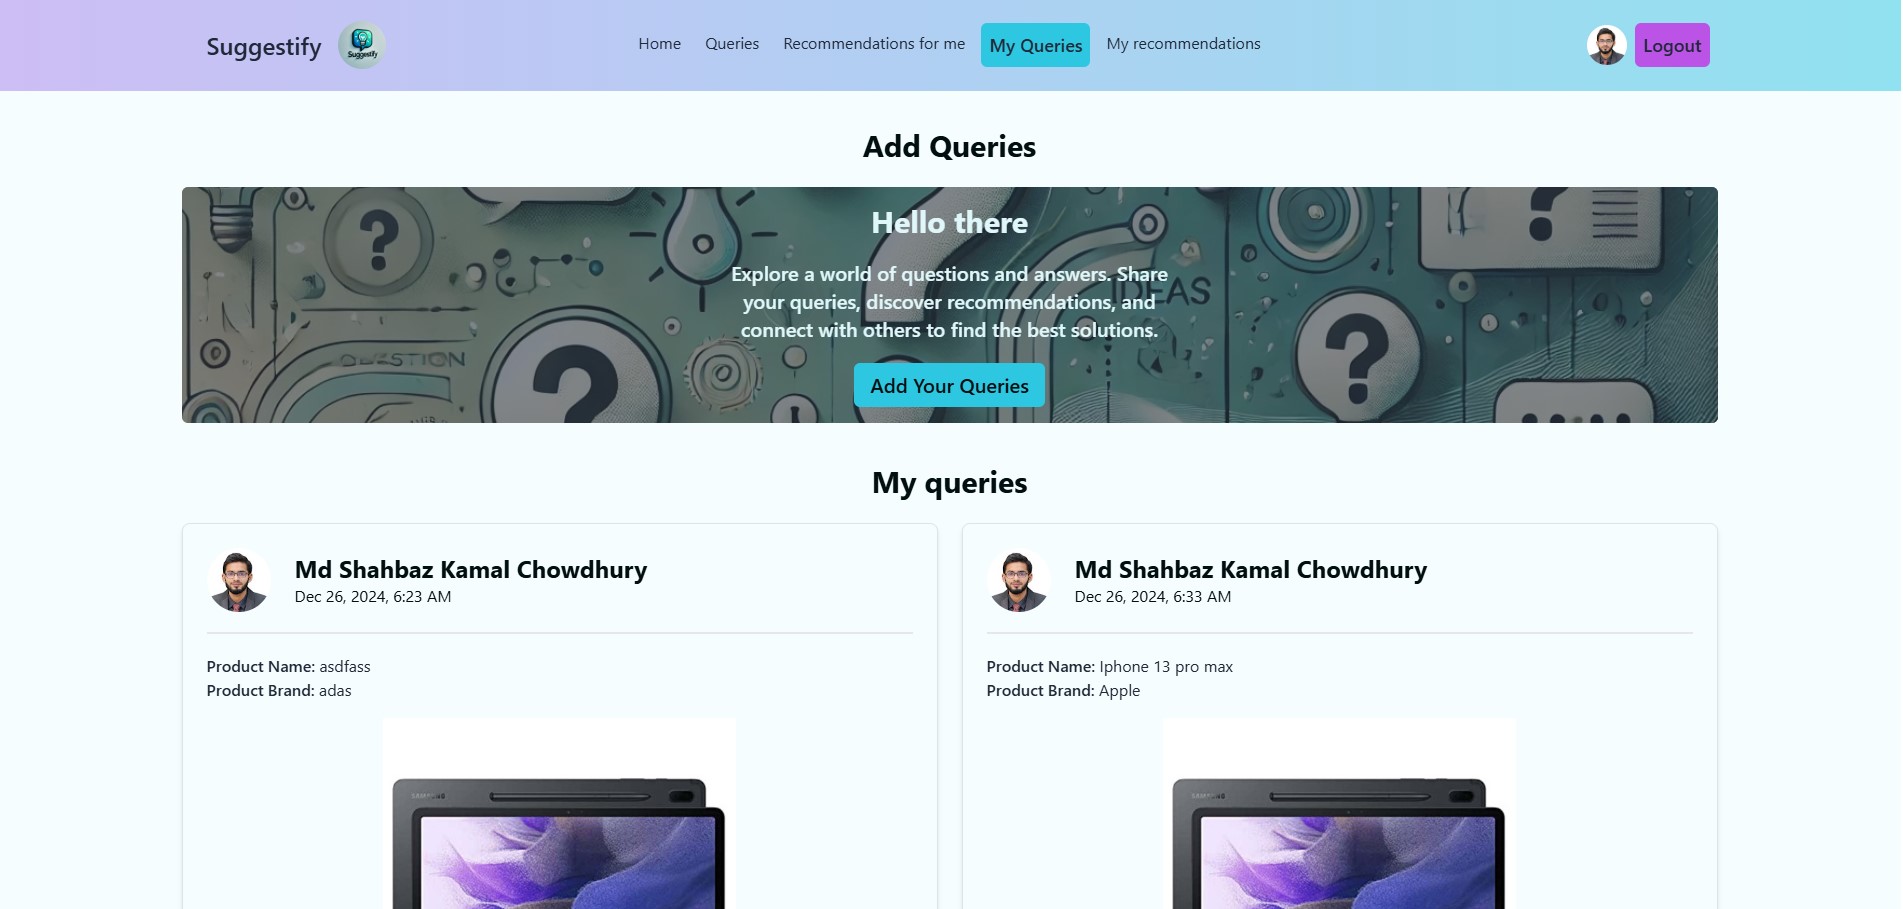 Suggestify
Suggestify
Home
Queries
Recommendations for me
My Queries
My recommendations
Logout
Add Queries
Hello there
Explore a world of questions and answers. Share
your queries, discover recommendations, and
connect with others to find the best solutions.
Add Your Queries
My queries
Md Shahbaz Kamal Chowdhury
Dec 26, 2024, 6:23 AM
Product Name: asdfass
Product Brand: adas
SAMSUNG
Md Shahbaz Kamal Chowdhury
Dec 26, 2024, 6:33 AM
Product Name: Iphone 13 pro max
Product Brand: Apple
SAMSUNG